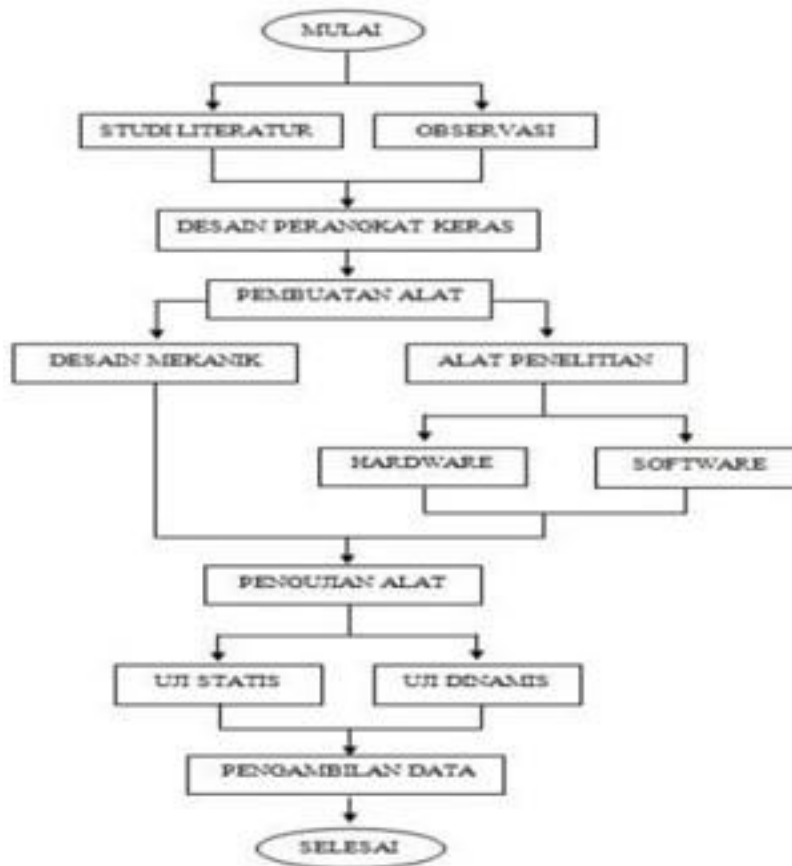 MULAI
STUDI LITERATUR
OBSERVASI
DESAIN PERANGKAT KERAS
PEMBUATAN ALAT
DESAIN MEKANIK
ALAT PENELITIAN
HARDWARE
SOFTWARE
PENGUJIAN ALAT
UJI STATIS
UJI DINAMIS
PENGAMBILAN DATA
SELESAI